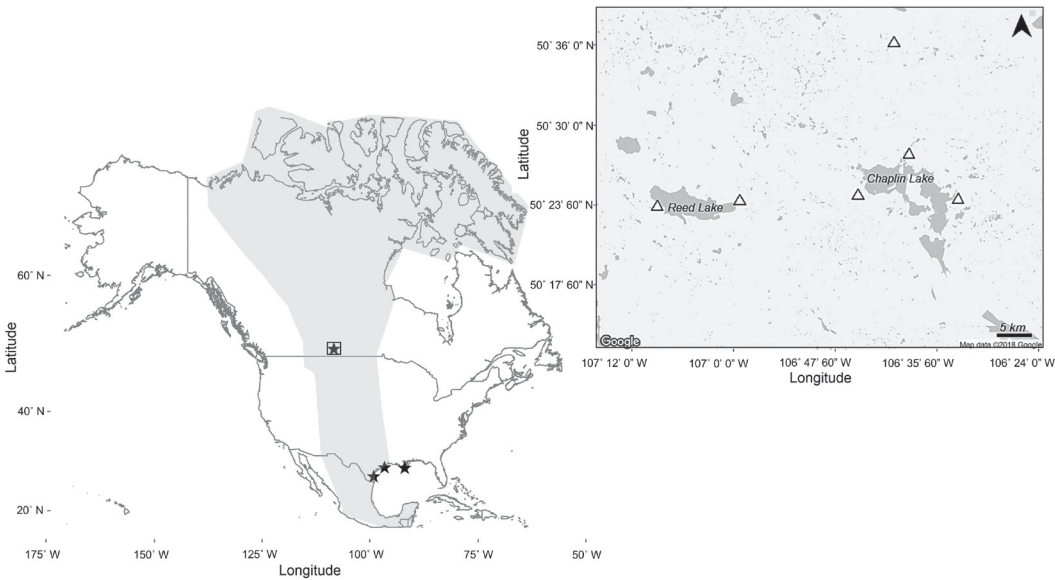 Latitude
60° N
40° N
20° N
175° W
150° W
125° W
100° W
75° W
50° W
Longitude
Latitude
50° 36' 0" N
50° 30' 0" N
50° 23' 60" N
50° 17' 60" N
Chaplin Lake
Reed Lake
Google
5 km
Map data ©2018 Google
107° 12' 0" W
107° 0' 0" W
106° 47' 60" W
106° 35' 60" W
106° 24' 0" W
Longitude